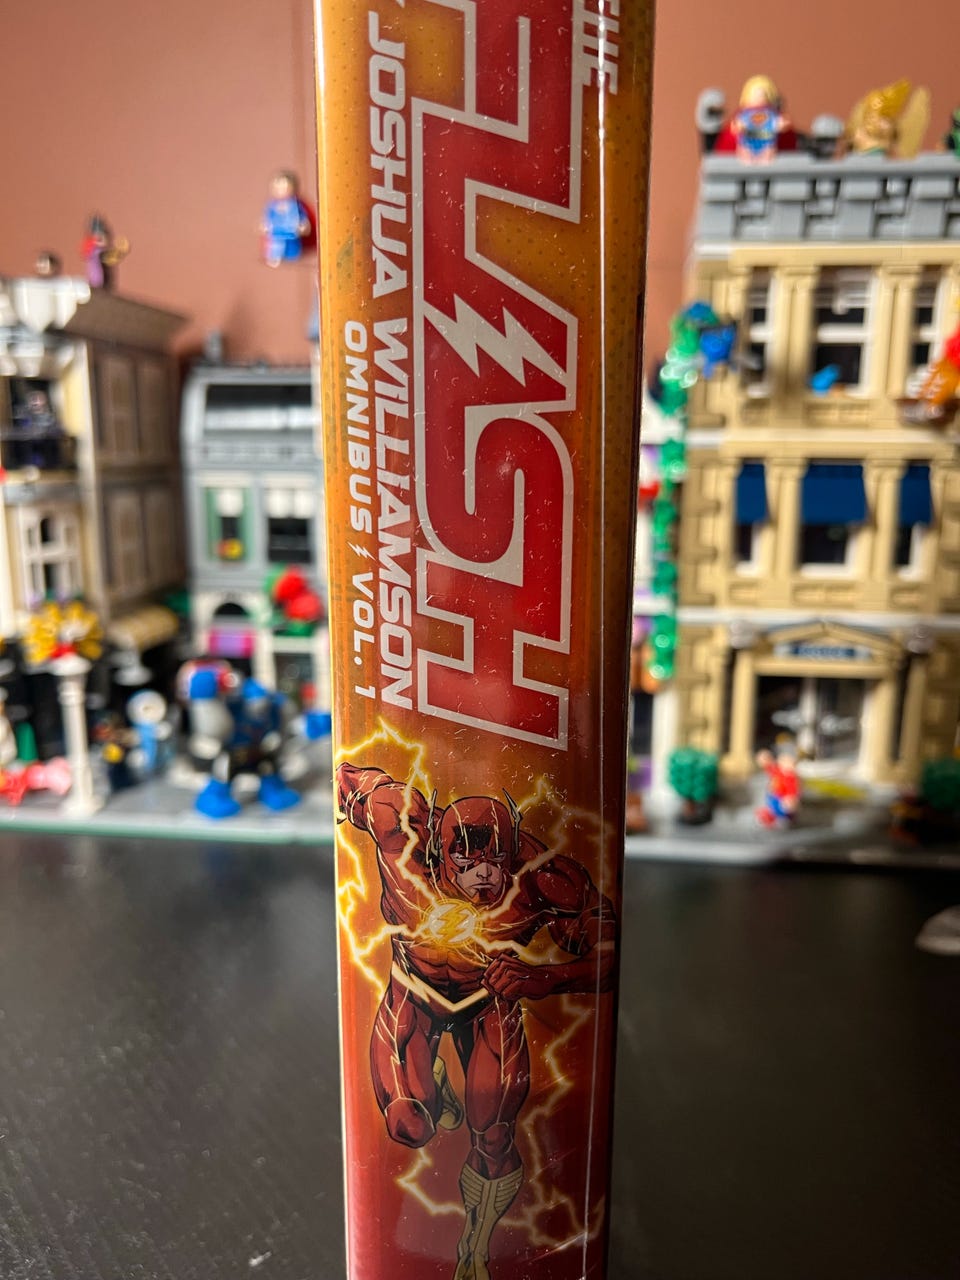 THE
FLASH
JOSHUA WILLIAMSON
OMNIBUS VOL. 1